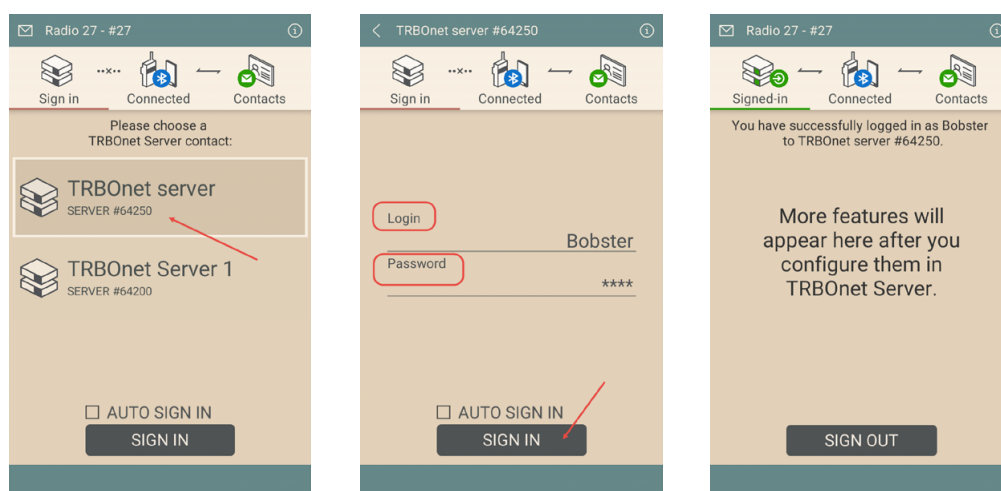 Radio 27 - #27
Sign in
Connected
Contacts
Please choose a
TRBOnet Server contact:
TRBOnet server
SERVER #64250
TRBOnet Server 1
SERVER #64200
AUTO SIGN IN
SIGN IN
TRBOnet server #64250
Sign in
Connected
Contacts
Login
Bobster
Password
****
AUTO SIGN IN
SIGN IN
Radio 27 - #27
Signed-in
Connected
Contacts
You have successfully logged in as Bobster
to TRBOnet server #64250.
More features will
appear here after you
configure them in
TRBOnet Server.
SIGN OUT